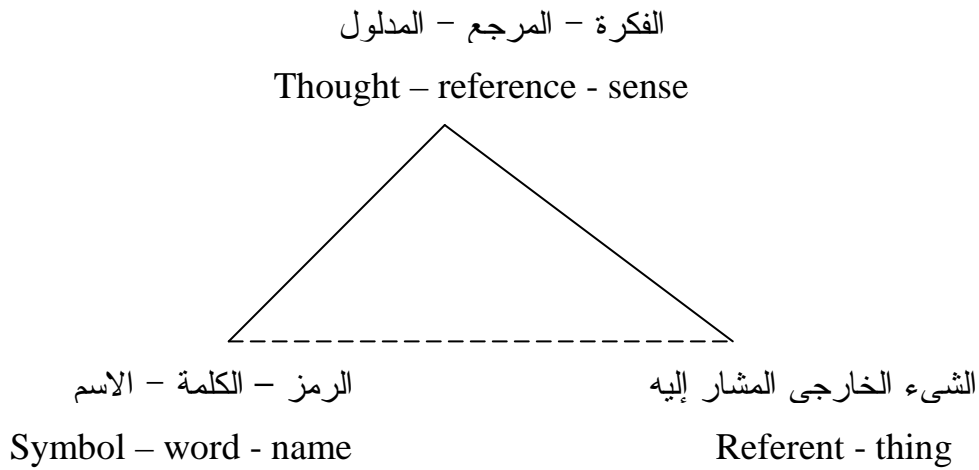 الفكرة – المرجع – المدلول
Thought – reference - sense
الرمز – الكلمة – الاسم
الشىء الخارجى المشار إليه
Symbol – word - name
Referent - thing